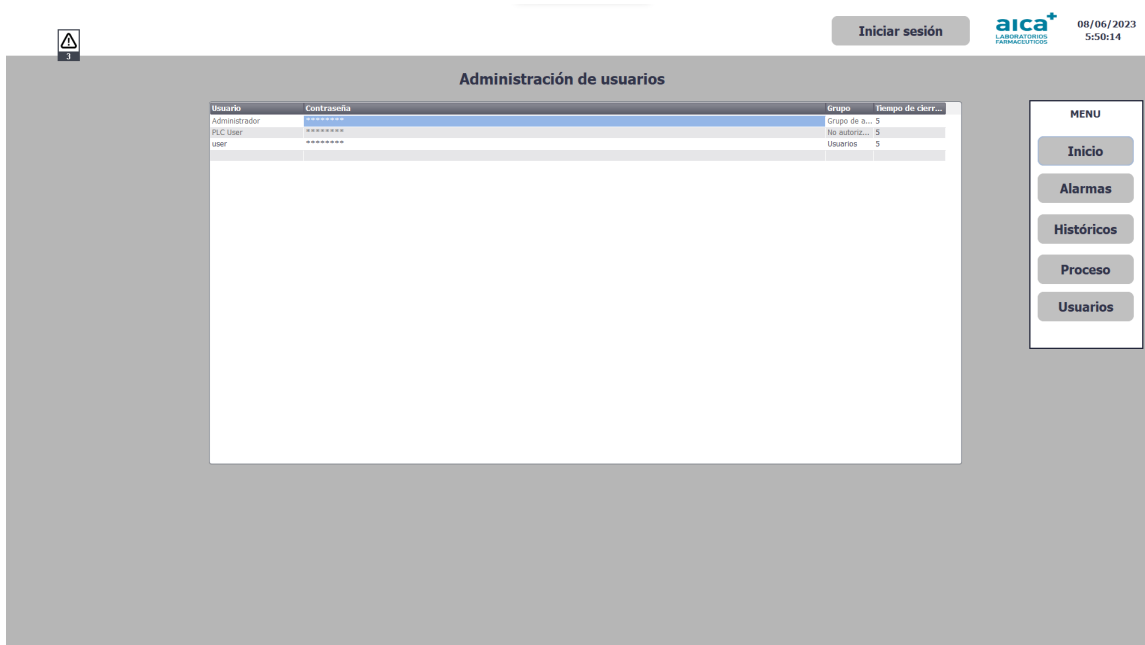 3
Iniciar sesión
aica+
LABORATORIOS
FARMACEUTICOS
08/06/2023
5:50:14
Administración de usuarios
Usuario Contraseña Grupo Tiempo de cierr...
Administrador ******** Grupo de a... 5
PLC User ******** No autoriz... 5
user ******** Usuarios 5
MENU
Inicio
Alarmas
Históricos
Proceso
Usuarios